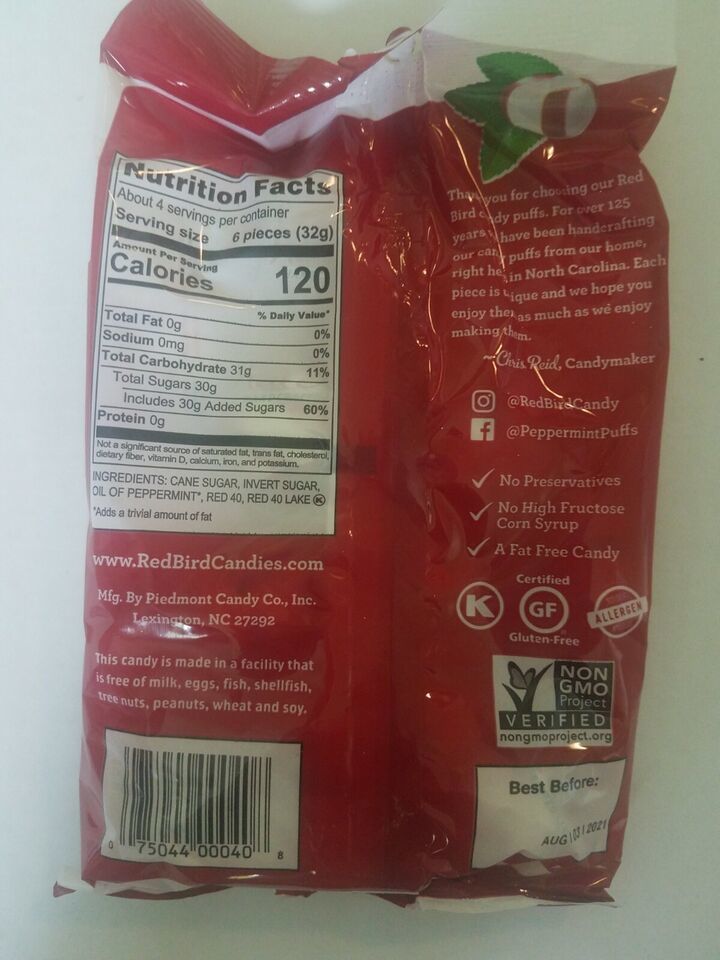 Nutrition Facts
About 4 servings per container
Serving size 6 pieces (32g)
Amount Per Serving
Calories 120
% Daily Value*
Total Fat 0g 0%
Sodium 0mg 0%
Total Carbohydrate 31g 11%
Total Sugars 30g
Includes 30g Added Sugars 60%
Protein 0g
Not a significant source of saturated fat, trans fat, cholesterol,
dietary fiber, vitamin D, calcium, iron, and potassium.
INGREDIENTS: CANE SUGAR, INVERT SUGAR,
OIL OF PEPPERMINT*, RED 40, RED 40 LAKE K
*Adds a trivial amount of fat
www.RedBirdCandies.com
Mfg. By Piedmont Candy Co., Inc.
Lexington, NC 27292
This candy is made in a facility that
is free of milk, eggs, fish, shellfish,
tree nuts, peanuts, wheat and soy.
0 75044 00040 8
Thank you for choosing our Red
Bird candy puffs. For over 125
years have been handcrafting
our candy puffs from our home,
right here in North Carolina. Each
piece is unique and we hope you
enjoy them as much as we enjoy
making them.
~Chris Reid, Candymaker
@RedBirdCandy
@PeppermintPuffs
No Preservatives
No High Fructose
Corn Syrup
A Fat Free Candy
Certified
K GF
Gluten-Free
ALLERGEN
NON
GMO
Project
VERIFIED
nongmoproject.org
Best Before:
AUG 03 2021